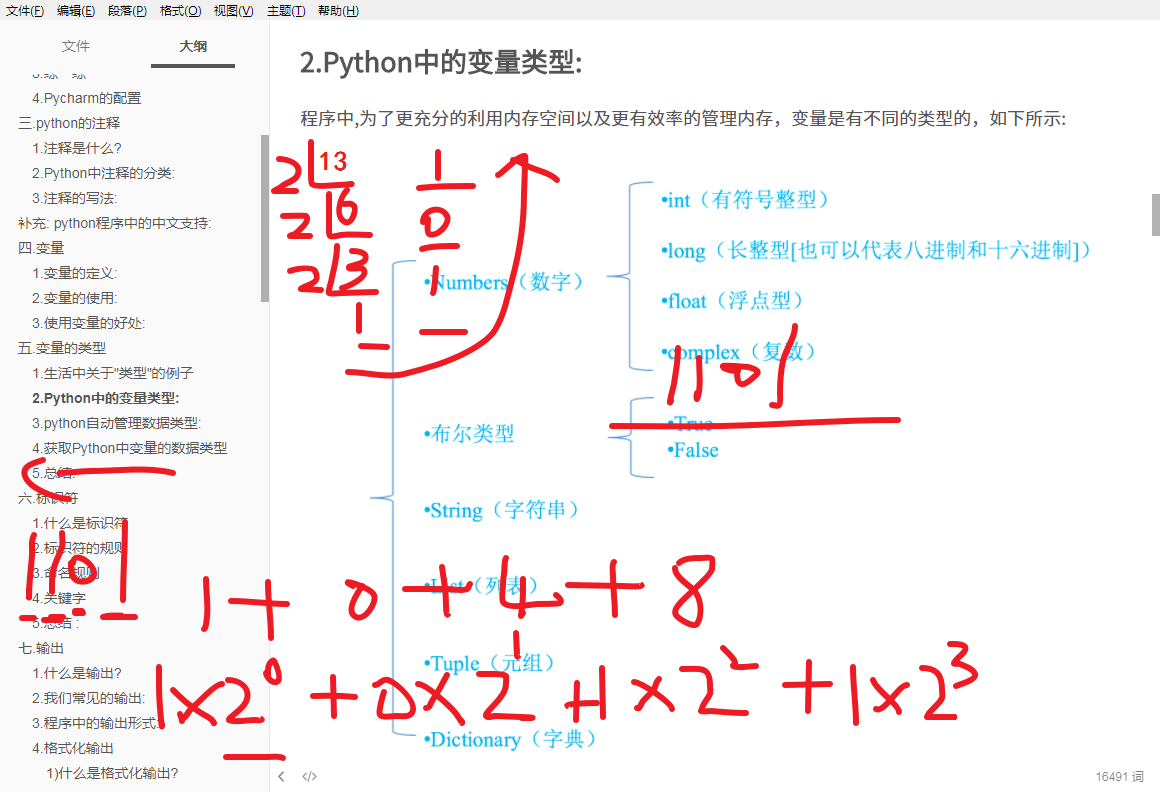 文件(F) 编辑(E) 段落(P) 格式(O) 视图(V) 主题(T) 帮助(H)
文件 大纲
3.练一练
4.Pycharm的配置
三.python的注释
1.注释是什么?
2.Python中注释的分类:
3.注释的写法:
补充: python程序中的中文支持:
四.变量
1.变量的定义:
2.变量的使用:
3.使用变量的好处:
五.变量的类型
1.生活中关于"类型"的例子
2.Python中的变量类型:
3.python自动管理数据类型:
4.获取Python中变量的数据类型
5.总结:
六.标识符
1.什么是标识符
2.标识符的规则
3.命名规则
4.关键字
5.总结 :
七.输出
1.什么是输出?
2.我们常见的输出:
3.程序中的输出形式:
4.格式化输出
1)什么是格式化输出?
2.Python中的变量类型:
程序中,为了更充分的利用内存空间以及更有效率的管理内存，变量是有不同的类型的，如下所示:
2 13 1
2 6 0
2 3 1
1
•Numbers（数字）
•int（有符号整型）
•long（长整型[也可以代表八进制和十六进制]）
•float（浮点型）
•complex（复数）
1101
•布尔类型
•True
•False
•String（字符串）
•List（列表）
•Tuple（元组）
•Dictionary（字典）
1101
1 + 0 + 4 + 8
1×2⁰ + 0×2¹ + 1×2² + 1×2³
</> 16491 词